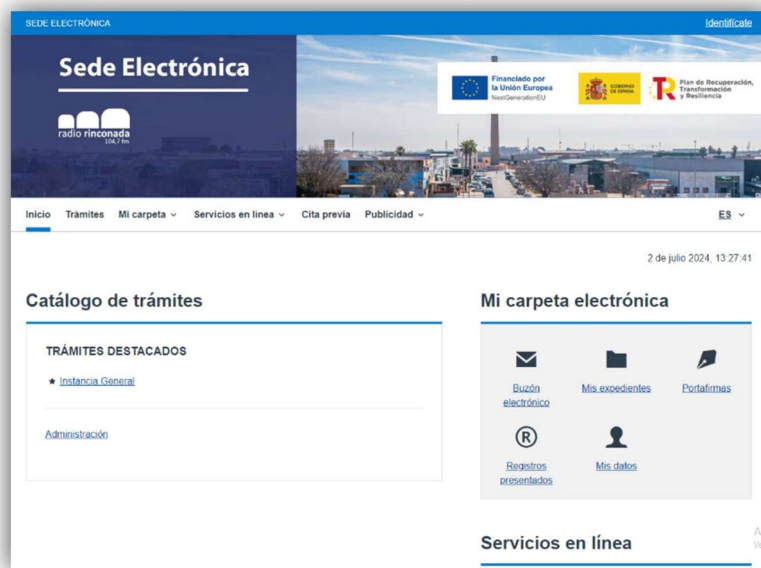 SEDE ELECTRÓNICA
Identifícate
Sede Electrónica
radio rinconada
104,7 fm
Financiado por
la Unión Europea
NextGenerationEU
GOBIERNO
DE ESPAÑA
Plan de Recuperación,
Transformación
y Resiliencia
Inicio Trámites Mi carpeta Servicios en línea Cita previa Publicidad ES
2 de julio 2024, 13:27:41
Catálogo de trámites
TRÁMITES DESTACADOS
Instancia General
Administración
Mi carpeta electrónica
Buzón
electrónico
Mis expedientes
Portafirmas
R
Registros
presentados
Mis datos
Servicios en línea